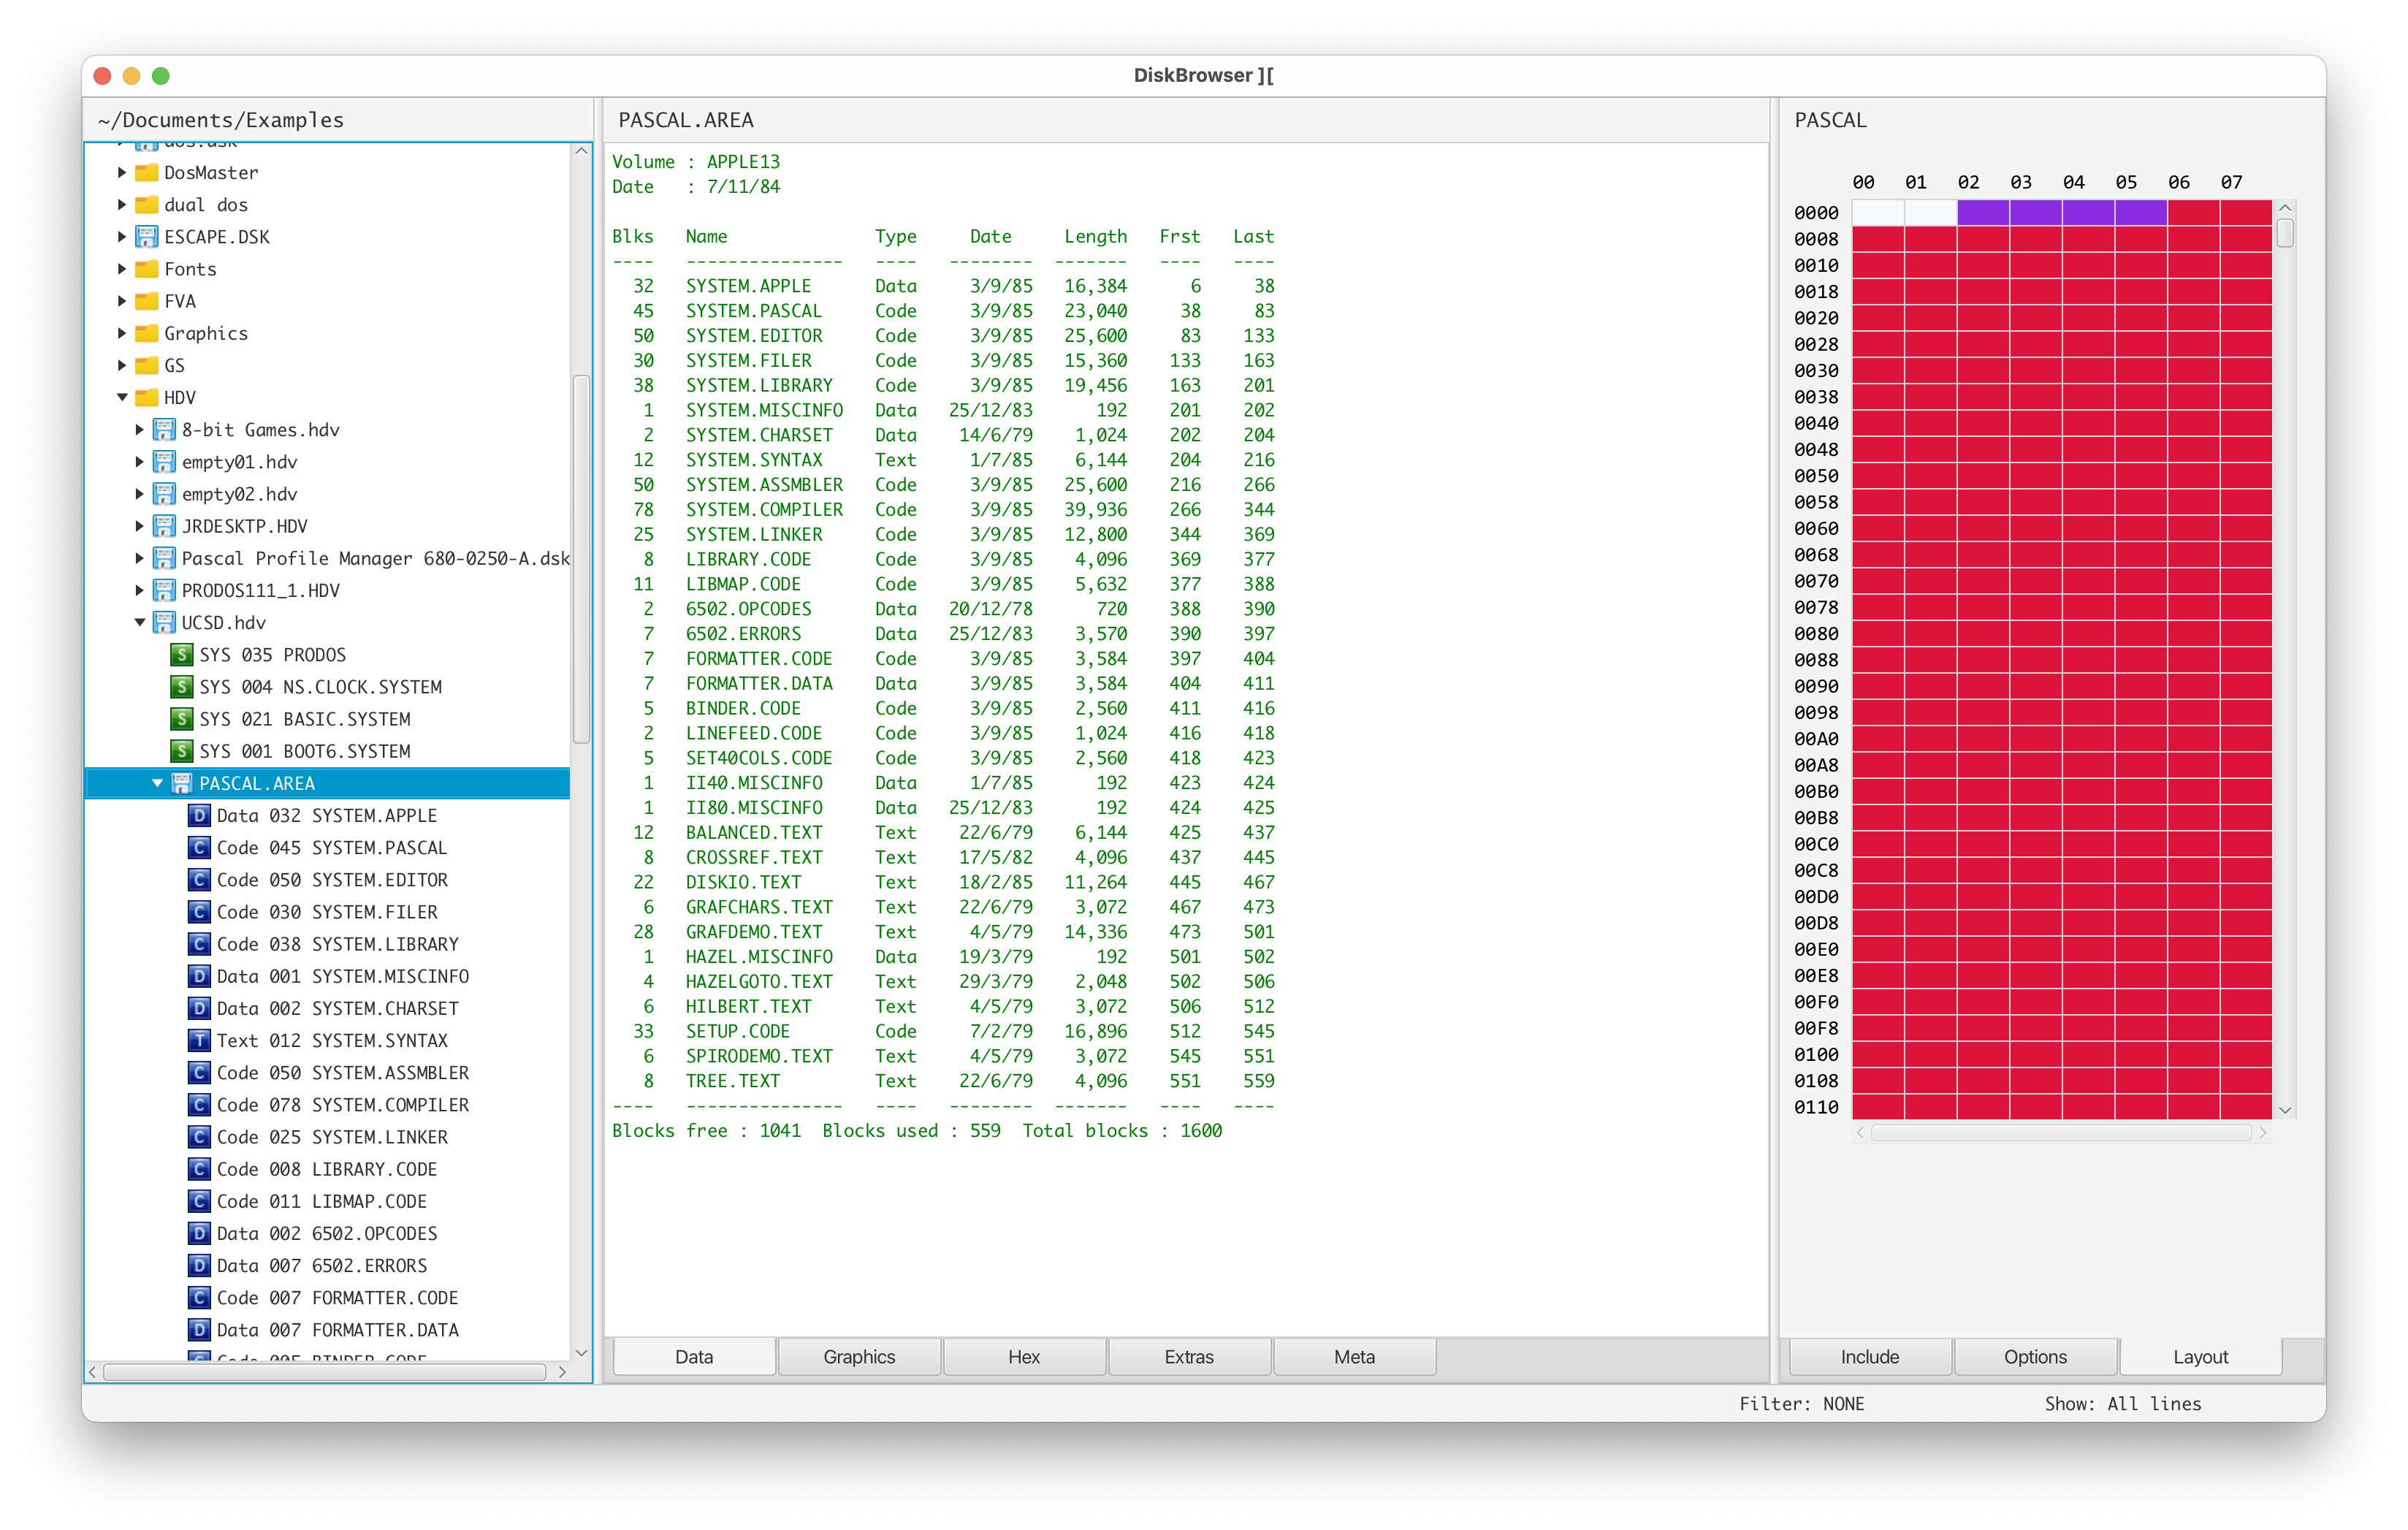 DiskBrowser ][
~/Documents/Examples
dos.dsk
DosMaster
dual dos
ESCAPE.DSK
Fonts
FVA
Graphics
GS
HDV
8-bit Games.hdv
empty01.hdv
empty02.hdv
JRDESKTP.HDV
Pascal Profile Manager 680-0250-A.dsk
PRODOS111_1.HDV
UCSD.hdv
S SYS 035 PRODOS
S SYS 004 NS.CLOCK.SYSTEM
S SYS 021 BASIC.SYSTEM
S SYS 001 BOOT6.SYSTEM
PASCAL.AREA
D Data 032 SYSTEM.APPLE
C Code 045 SYSTEM.PASCAL
C Code 050 SYSTEM.EDITOR
C Code 030 SYSTEM.FILER
C Code 038 SYSTEM.LIBRARY
D Data 001 SYSTEM.MISCINFO
D Data 002 SYSTEM.CHARSET
T Text 012 SYSTEM.SYNTAX
C Code 050 SYSTEM.ASSMBLER
C Code 078 SYSTEM.COMPILER
C Code 025 SYSTEM.LINKER
C Code 008 LIBRARY.CODE
C Code 011 LIBMAP.CODE
D Data 002 6502.OPCODES
D Data 007 6502.ERRORS
C Code 007 FORMATTER.CODE
D Data 007 FORMATTER.DATA
C Code 005 BINDER.CODE
PASCAL.AREA
Volume : APPLE13
Date   : 7/11/84
Blks   Name              Type     Date     Length   Frst   Last
----   ---------------   ----   --------   -------   ----   ----
32   SYSTEM.APPLE      Data     3/9/85   16,384      6     38
45   SYSTEM.PASCAL     Code     3/9/85   23,040     38     83
50   SYSTEM.EDITOR     Code     3/9/85   25,600     83    133
30   SYSTEM.FILER      Code     3/9/85   15,360    133    163
38   SYSTEM.LIBRARY    Code     3/9/85   19,456    163    201
1   SYSTEM.MISCINFO   Data   25/12/83      192    201    202
2   SYSTEM.CHARSET    Data    14/6/79    1,024    202    204
12   SYSTEM.SYNTAX     Text     1/7/85    6,144    204    216
50   SYSTEM.ASSMBLER   Code     3/9/85   25,600    216    266
78   SYSTEM.COMPILER   Code     3/9/85   39,936    266    344
25   SYSTEM.LINKER     Code     3/9/85   12,800    344    369
8   LIBRARY.CODE      Code     3/9/85    4,096    369    377
11   LIBMAP.CODE       Code     3/9/85    5,632    377    388
2   6502.OPCODES      Data   20/12/78      720    388    390
7   6502.ERRORS       Data   25/12/83    3,570    390    397
7   FORMATTER.CODE    Code     3/9/85    3,584    397    404
7   FORMATTER.DATA    Data     3/9/85    3,584    404    411
5   BINDER.CODE       Code     3/9/85    2,560    411    416
2   LINEFEED.CODE     Code     3/9/85    1,024    416    418
5   SET40COLS.CODE    Code     3/9/85    2,560    418    423
1   II40.MISCINFO     Data     1/7/85      192    423    424
1   II80.MISCINFO     Data   25/12/83      192    424    425
12   BALANCED.TEXT     Text    22/6/79    6,144    425    437
8   CROSSREF.TEXT     Text    17/5/82    4,096    437    445
22   DISKIO.TEXT       Text    18/2/85   11,264    445    467
6   GRAFCHARS.TEXT    Text    22/6/79    3,072    467    473
28   GRAFDEMO.TEXT     Text     4/5/79   14,336    473    501
1   HAZEL.MISCINFO    Data    19/3/79      192    501    502
4   HAZELGOTO.TEXT    Text    29/3/79    2,048    502    506
6   HILBERT.TEXT      Text     4/5/79    3,072    506    512
33   SETUP.CODE        Code     7/2/79   16,896    512    545
6   SPIRODEMO.TEXT    Text     4/5/79    3,072    545    551
8   TREE.TEXT         Text    22/6/79    4,096    551    559
----   ---------------   ----   --------   -------   ----   ----
Blocks free : 1041  Blocks used : 559  Total blocks : 1600
Data Graphics Hex Extras Meta
PASCAL
00 01 02 03 04 05 06 07
0000
0008
0010
0018
0020
0028
0030
0038
0040
0048
0050
0058
0060
0068
0070
0078
0080
0088
0090
0098
00A0
00A8
00B0
00B8
00C0
00C8
00D0
00D8
00E0
00E8
00F0
00F8
0100
0108
0110
Include Options Layout
Filter: NONE Show: All lines